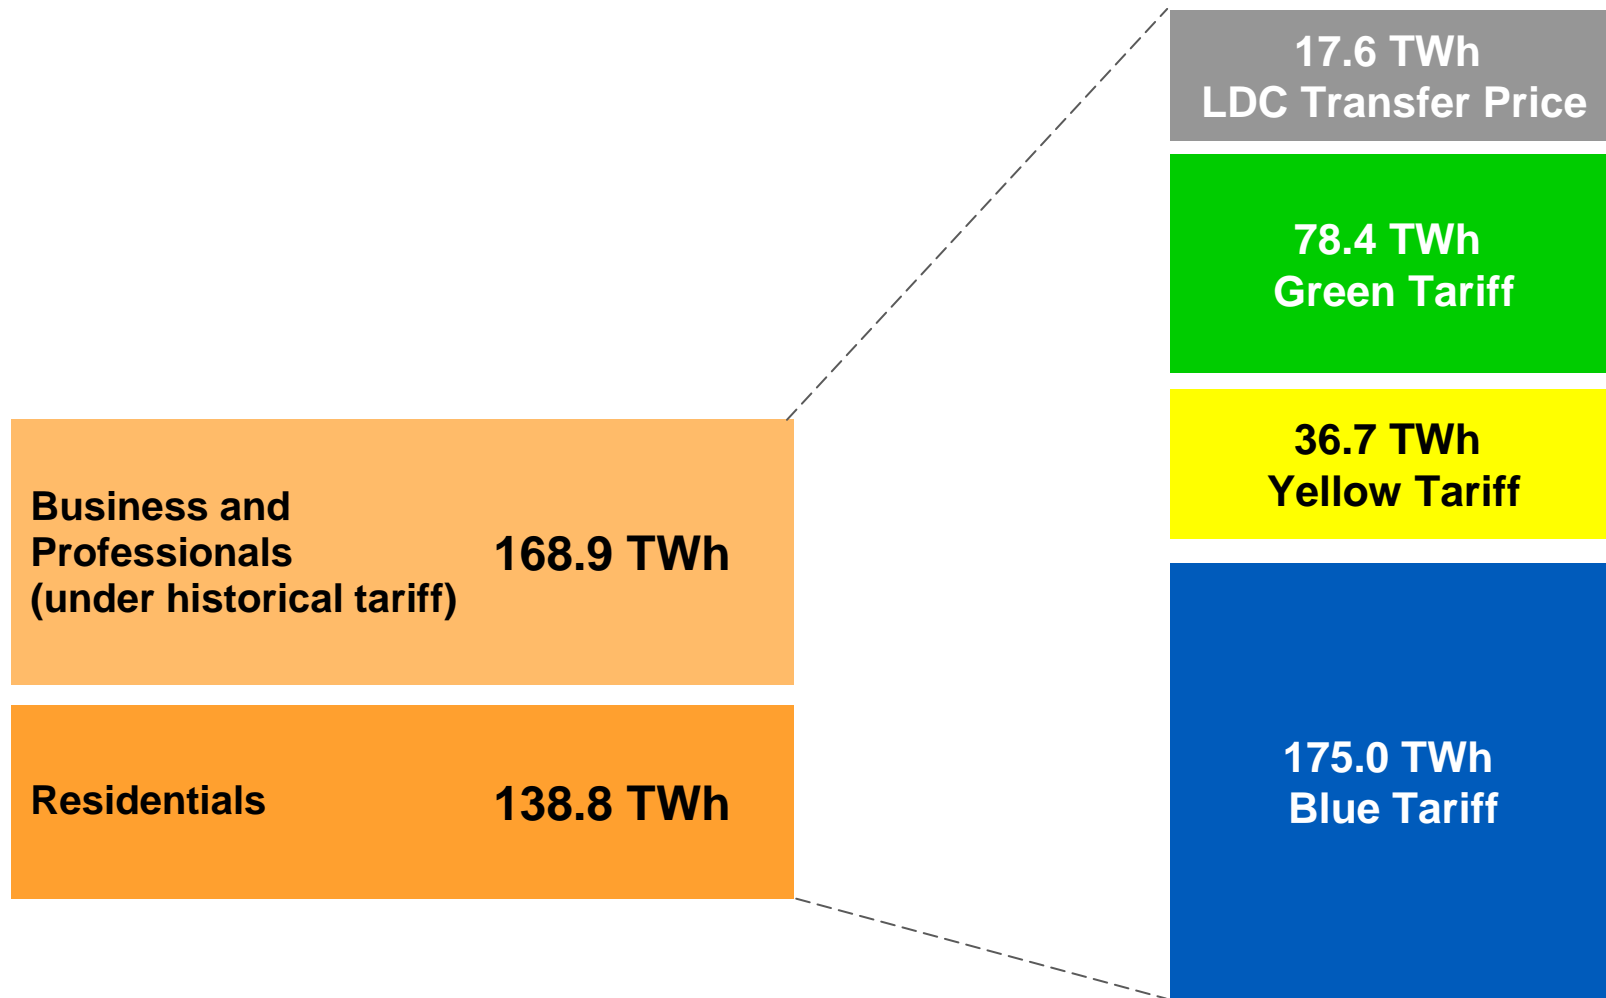 17.6 TWh
LDC Transfer Price
78.4 TWh
Green Tariff
36.7 TWh
Yellow Tariff
Business and
Professionals
(under historical tariff)
168.9 TWh
175.0 TWh
Blue Tariff
Residentials
138.8 TWh